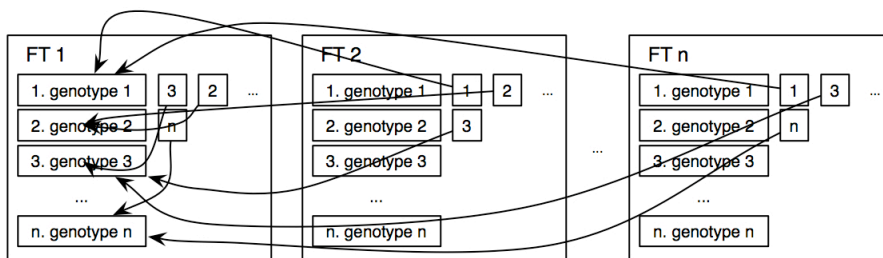 FT 1
1. genotype 1 3 2 ...
2. genotype 2 n
3. genotype 3
...
n. genotype n
FT 2
1. genotype 1 1 2 ...
2. genotype 2 3
3. genotype 3
...
n. genotype n
...
FT n
1. genotype 1 1 3 ...
2. genotype 2 n
3. genotype 3
...
n. genotype n